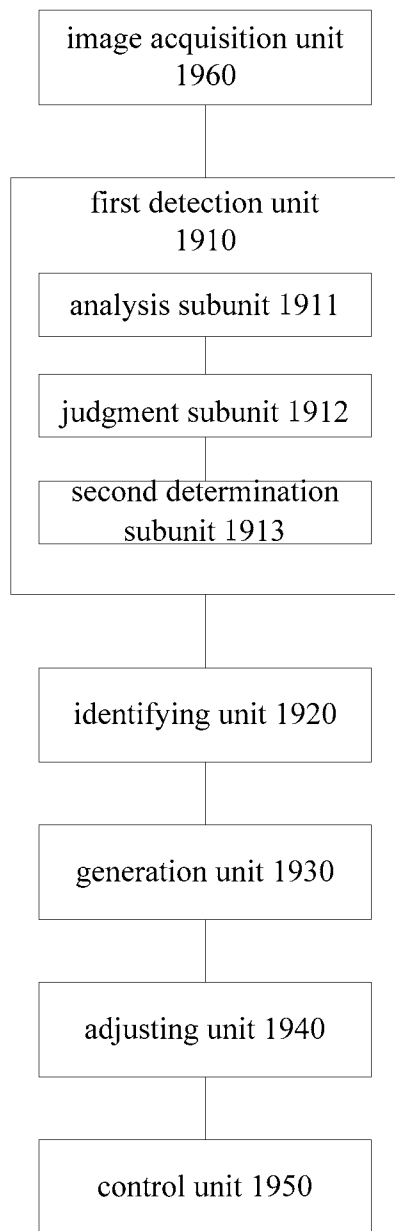 image acquisition unit
1960
first detection unit
1910
analysis subunit 1911
judgment subunit 1912
second determination
subunit 1913
identifying unit 1920
generation unit 1930
adjusting unit 1940
control unit 1950